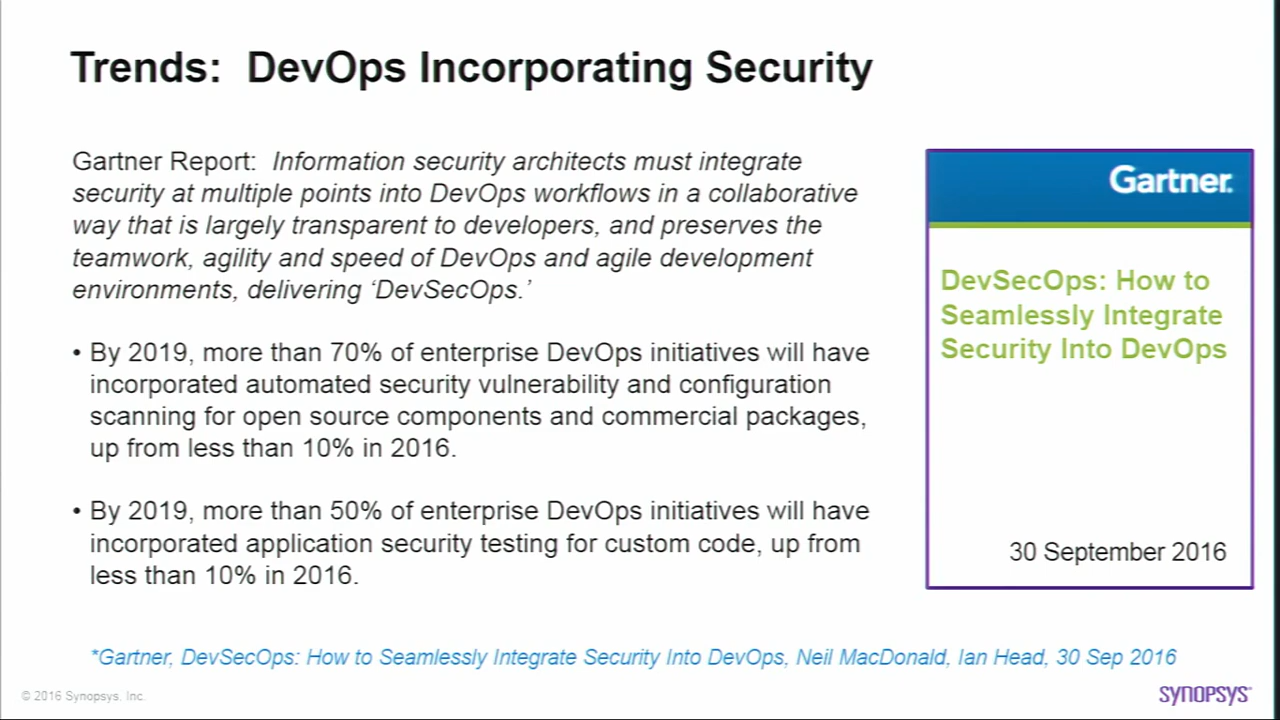 Trends: DevOps Incorporating Security
Gartner Report: Information security architects must integrate
security at multiple points into DevOps workflows in a collaborative
way that is largely transparent to developers, and preserves the
teamwork, agility and speed of DevOps and agile development
environments, delivering ‘DevSecOps.’
• By 2019, more than 70% of enterprise DevOps initiatives will have
incorporated automated security vulnerability and configuration
scanning for open source components and commercial packages,
up from less than 10% in 2016.
• By 2019, more than 50% of enterprise DevOps initiatives will have
incorporated application security testing for custom code, up from
less than 10% in 2016.
Gartner.
DevSecOps: How to
Seamlessly Integrate
Security Into DevOps
30 September 2016
*Gartner, DevSecOps: How to Seamlessly Integrate Security Into DevOps, Neil MacDonald, Ian Head, 30 Sep 2016
© 2016 Synopsys, Inc.
SYNOPSYS®